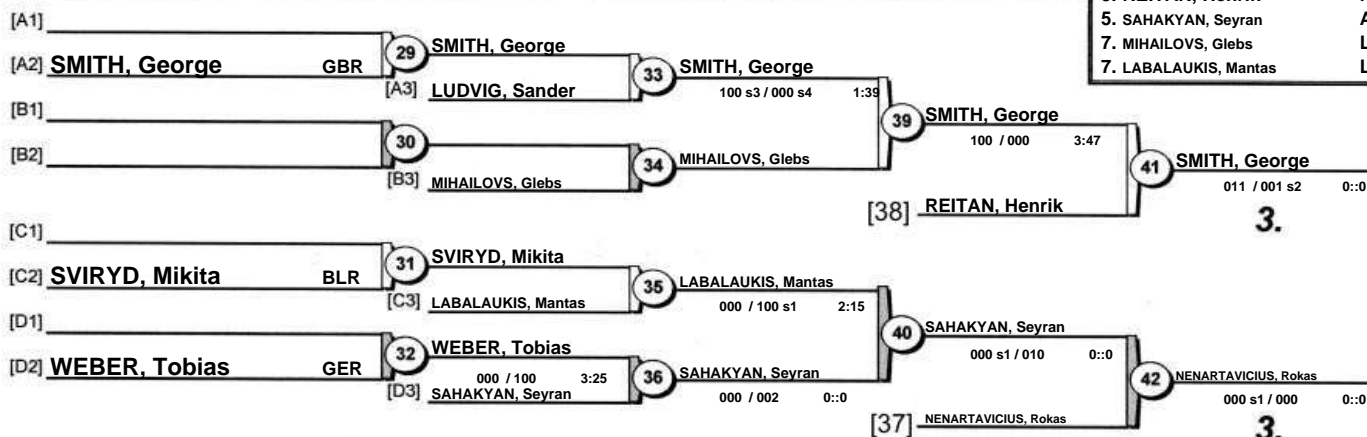 5. SAHAKYAN, Seyran A
7. MIHAILOVS, Glebs L
7. LABALAUKIS, Mantas L
[A1]
29 SMITH, George
[A2] SMITH, George GBR
33 SMITH, George
[A3] LUDVIG, Sander
100 s3 / 000 s4 1:39
[B1]
39 SMITH, George
30
100 / 000 3:47
[B2]
34 MIHAILOVS, Glebs
41 SMITH, George
[B3] MIHAILOVS, Glebs
011 / 001 s2 0::0
[38] REITAN, Henrik
3.
[C1]
31 SVIRYD, Mikita
[C2] SVIRYD, Mikita BLR
35 LABALAUKIS, Mantas
[C3] LABALAUKIS, Mantas
000 / 100 s1 2:15
[D1]
40 SAHAKYAN, Seyran
32 WEBER, Tobias
000 s1 / 010 0::0
[D2] WEBER, Tobias GER
000 / 100 3:25
36 SAHAKYAN, Seyran
42 NENARTAVICIUS, Rokas
[D3] SAHAKYAN, Seyran
000 / 002 0::0
000 s1 / 000 0::0
[37] NENARTAVICIUS, Rokas
3.